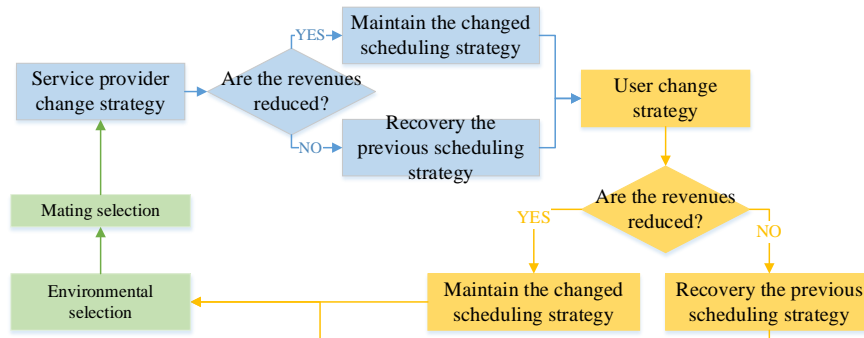 Service provider
change strategy
Are the revenues
reduced?
YES
Maintain the changed
scheduling strategy
NO
Recovery the
previous scheduling
strategy
User change
strategy
Are the revenues
reduced?
YES
NO
Maintain the changed
scheduling strategy
Recovery the previous
scheduling strategy
Mating selection
Environmental
selection